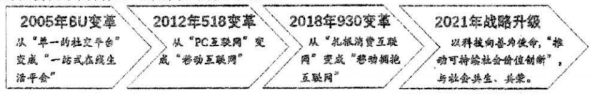 2005年6U变革
从“单一的社交平台”
变成“一站式在线生
活平台”
2012年518变革
从“PC互联网”变
成“移动互联网”
2018年930变革
从“扎根消费互联
网”变成“移动拥抱
互联网”
2021年战略升级
以科技向善为使命，“推
动可持续社会价值创新”，
与社会共生、共荣。